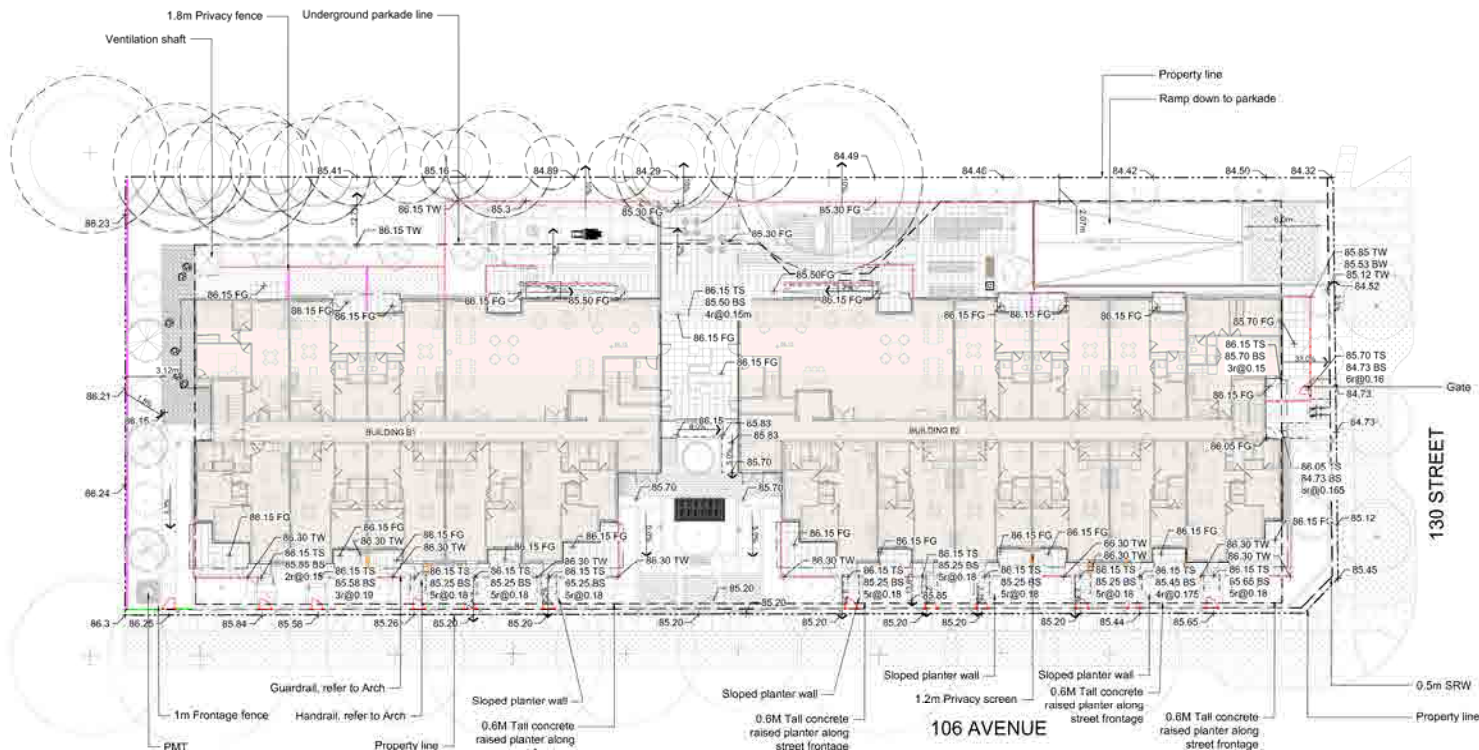 1.8m Privacy fence
Underground parkade line
Ventilation shaft
Property line
Ramp down to parkade
85.41
85.16
84.89
84.29
84.49
84.46
84.42
84.50
84.32
86.23
86.15 TW
85.3
85.30 FG
85.30 FG
2.07m
86.15 TW
85.30 FG
85.50FG
85.85 TW
85.53 BW
85.12 TW
84.52
86.15 FG
86.15 FG
86.15 FG
86.15 FG
85.50 FG
86.15 TS
85.50 BS
4r@0.15m
86.15 FG
86.15 FG
86.15 FG
86.15 FG
86.15 FG
85.70 FG
86.15 FG
86.15 TS
85.70 BS
3r@0.15
85.70 TS
84.73 BS
6r@0.16
Gate
3.12m
86.21
86.15
86.15 FG
84.73
84.73
BUILDING B1
86.15
85.83
85.83
BUILDING B2
86.05 FG
85.70
86.05 TS
84.73 BS
8r@0.165
86.24
85.70
85.70
130 STREET
86.15 FG
86.15 FG
86.30 TW
86.15 FG
86.30 TW
86.15 FG
86.15 FG
86.15 FG
86.15 FG
86.15 FG
86.15 FG
86.15 FG
85.12
86.30 TW
86.15 TS
85.85 BS
2r@0.15
86.30 TW
86.30 TW
86.30 TW
86.30 TW
86.30 TW
86.30 TW
86.30 TW
86.30 TW
86.15 TS
85.58 BS
3r@0.19
86.15 TS
85.25 BS
5r@0.18
86.15 TS
85.25 BS
5r@0.18
86.15 TS
85.25 BS
5r@0.18
86.15 TS
85.25 BS
5r@0.18
86.15 TS
85.25 BS
5r@0.18
86.15 TS
85.25 BS
5r@0.18
86.15 TS
85.25 BS
5r@0.18
86.15 TS
85.45 BS
4r@0.175
86.15 TS
85.65 BS
5r@0.18
85.45
85.20
85.20
86.3
86.25
85.84
85.58
85.26
85.20
85.20
85.20
85.20
85.20
85.20
85.20
85.44
85.65
Guardrail, refer to Arch
Sloped planter wall
Sloped planter wall
Sloped planter wall
Sloped planter wall
0.5m SRW
1m Frontage fence
Handrail, refer to Arch
1.2m Privacy screen
0.6M Tall concrete
raised planter along
street frontage
0.6M Tall concrete
raised planter along
0.6M Tall concrete
raised planter along
street frontage
106 AVENUE
0.6M Tall concrete
raised planter along
street frontage
Property line
PMT
Property line